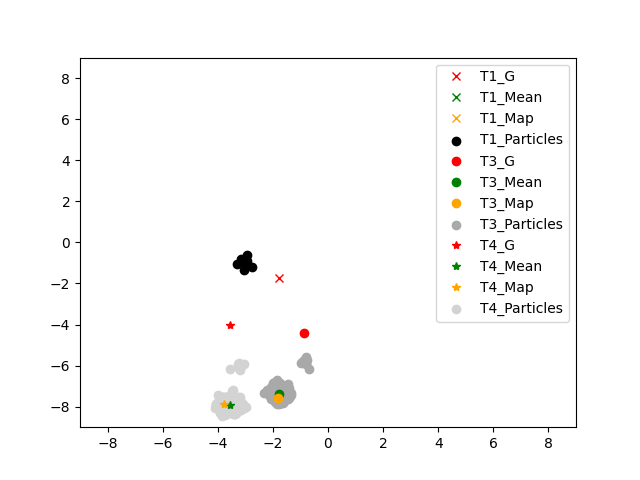 8
6
4
2
0
−2
−4
−6
−8
−8
−6
−4
−2
0
2
4
6
8
T1_G
T1_Mean
T1_Map
T1_Particles
T3_G
T3_Mean
T3_Map
T3_Particles
T4_G
T4_Mean
T4_Map
T4_Particles